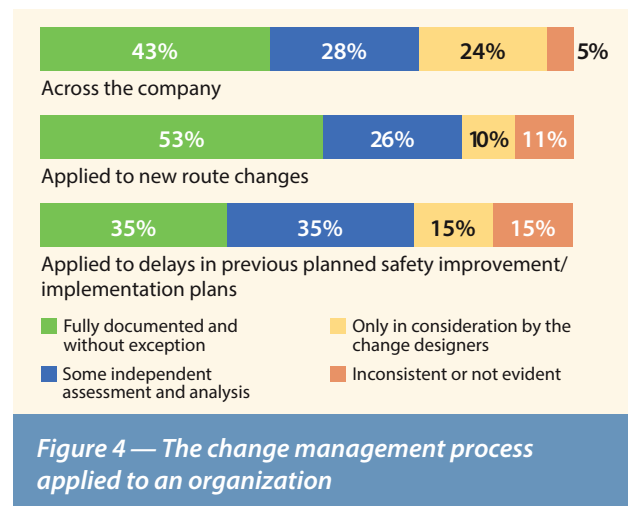 43% 28% 24% 5%
Across the company
53% 26% 10% 11%
Applied to new route changes
35% 35% 15% 15%
Applied to delays in previous planned safety improvement/
implementation plans
Fully documented and
without exception
Some independent
assessment and analysis
Only in consideration by the
change designers
Inconsistent or not evident
Figure 4 — The change management process
applied to an organization